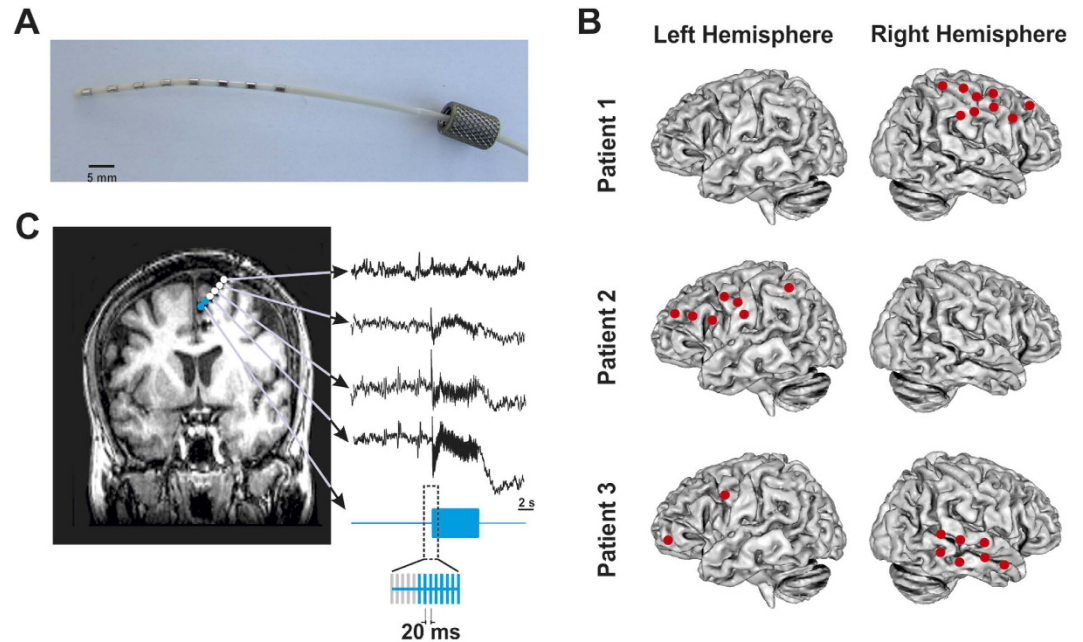 A
5 mm
B
Left Hemisphere
Right Hemisphere
Patient 1
Patient 2
Patient 3
C
2 s
20 ms